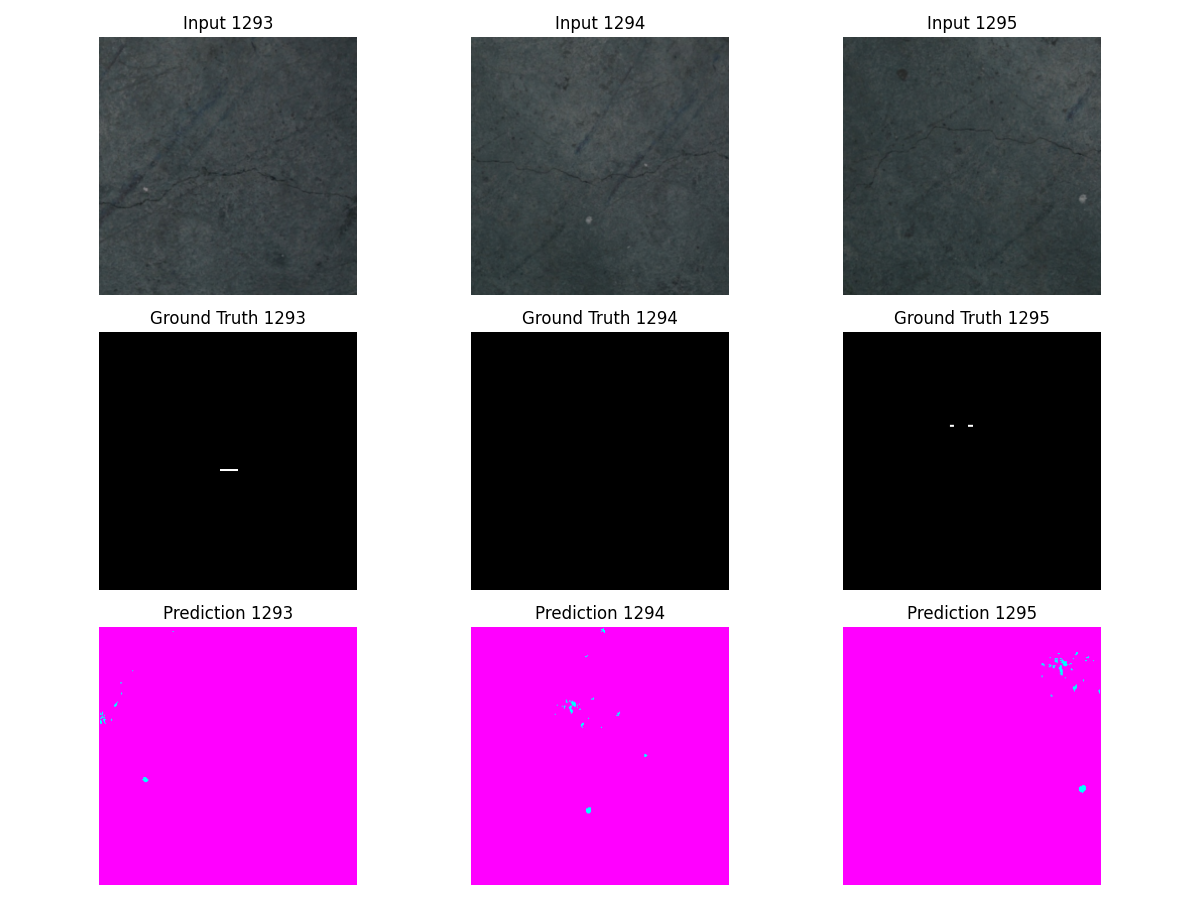 Input 1293
Input 1294
Input 1295
Ground Truth 1293
Ground Truth 1294
Ground Truth 1295
Prediction 1293
Prediction 1294
Prediction 1295